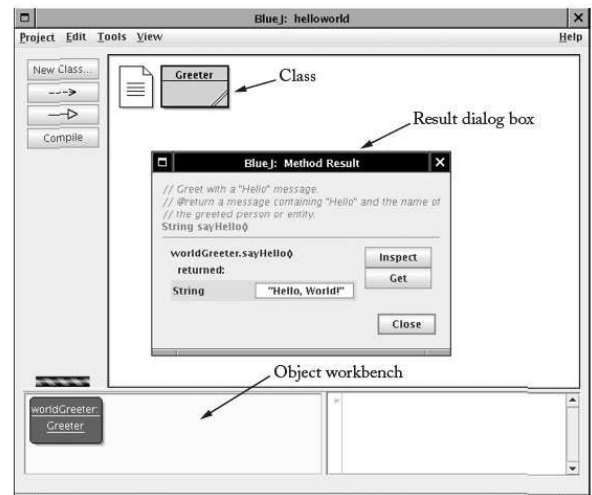 BlueJ: helloworld
Project Edit Tools View Help
New Class...
Compile
Greeter
Class
Result dialog box
BlueJ: Method Result
// Greet with a "Hello" message.
// @return a message containing "Hello" and the name of
// the greeted person or entity.
String sayHello()
worldGreeter.sayHello()
returned:
String "Hello, World!"
Inspect
Get
Close
Object workbench
worldGreeter:
Greeter